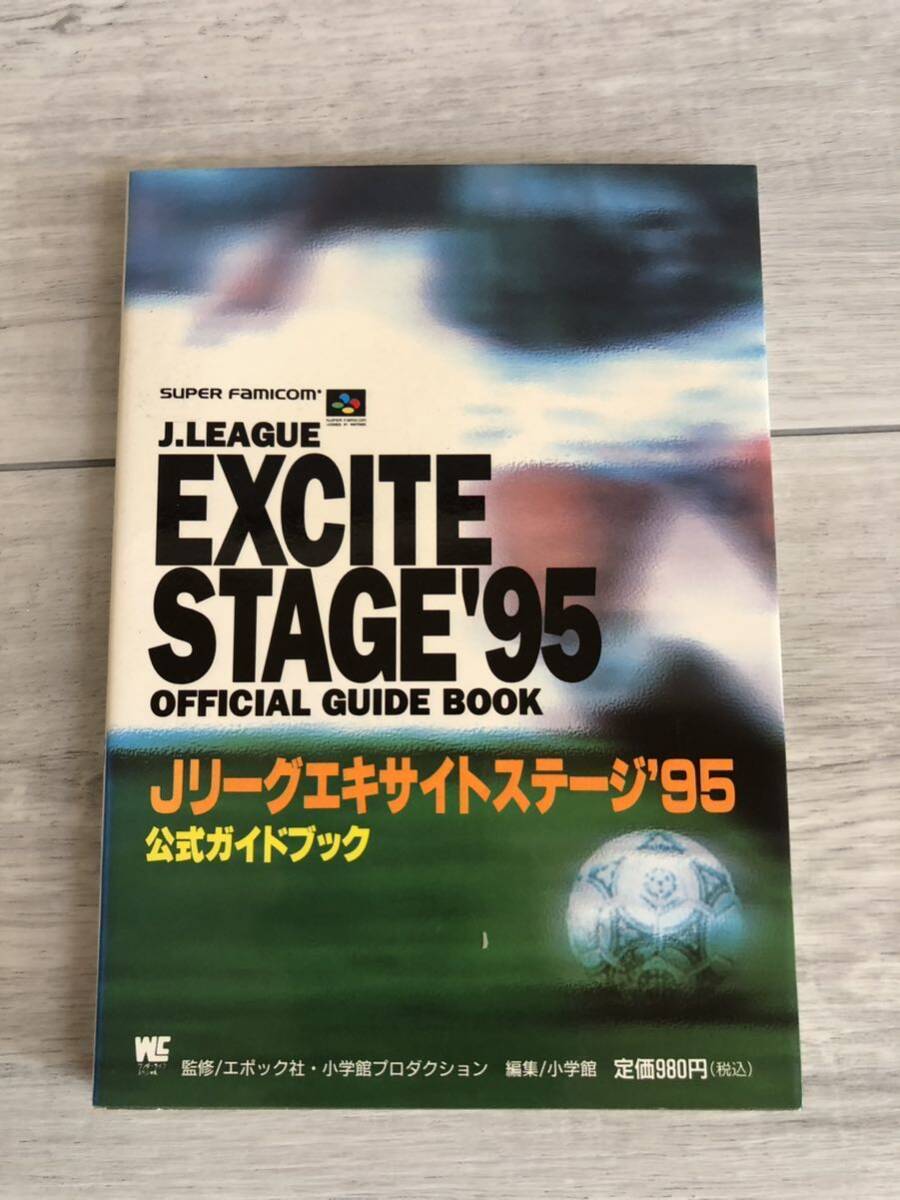 SUPER FAMICOM
SUPER FAMICOM
J.LEAGUE
EXCITE
STAGE'95
OFFICIAL GUIDE BOOK
Jリーグエキサイトステージ'95
公式ガイドブック
監修/エポック社・小学館プロダクション 編集/小学館 定価980円(税込)